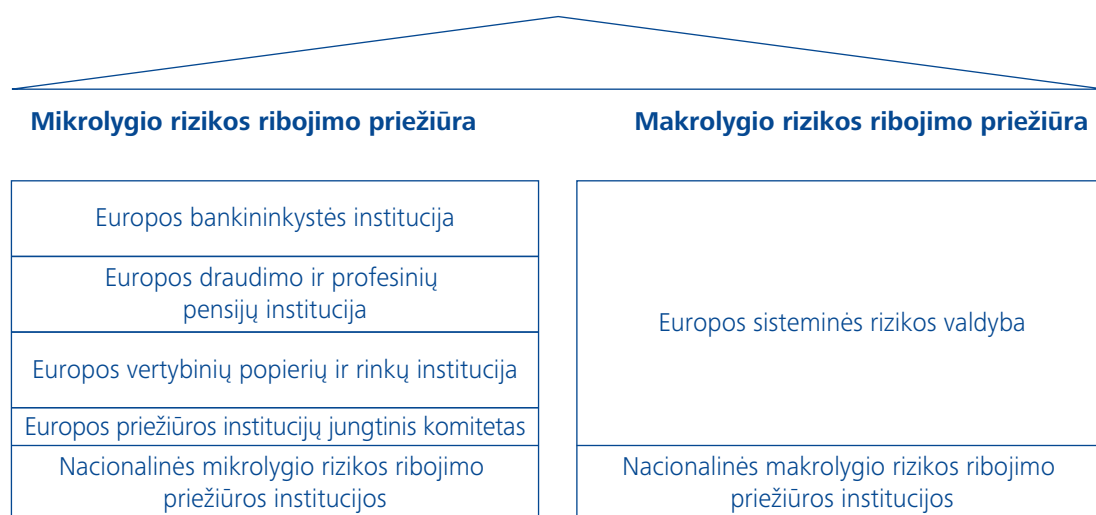 Mikrolygio rizikos ribojimo priežiūra
Makrolygio rizikos ribojimo priežiūra
Europos bankininkystės institucija
Europos draudimo ir profesinių
pensijų institucija
Europos vertybinių popierių ir rinkų institucija
Europos priežiūros institucijų jungtinis komitetas
Nacionalinės mikrolygio rizikos ribojimo
priežiūros institucijos
Europos sisteminės rizikos valdyba
Nacionalinės makrolygio rizikos ribojimo
priežiūros institucijos